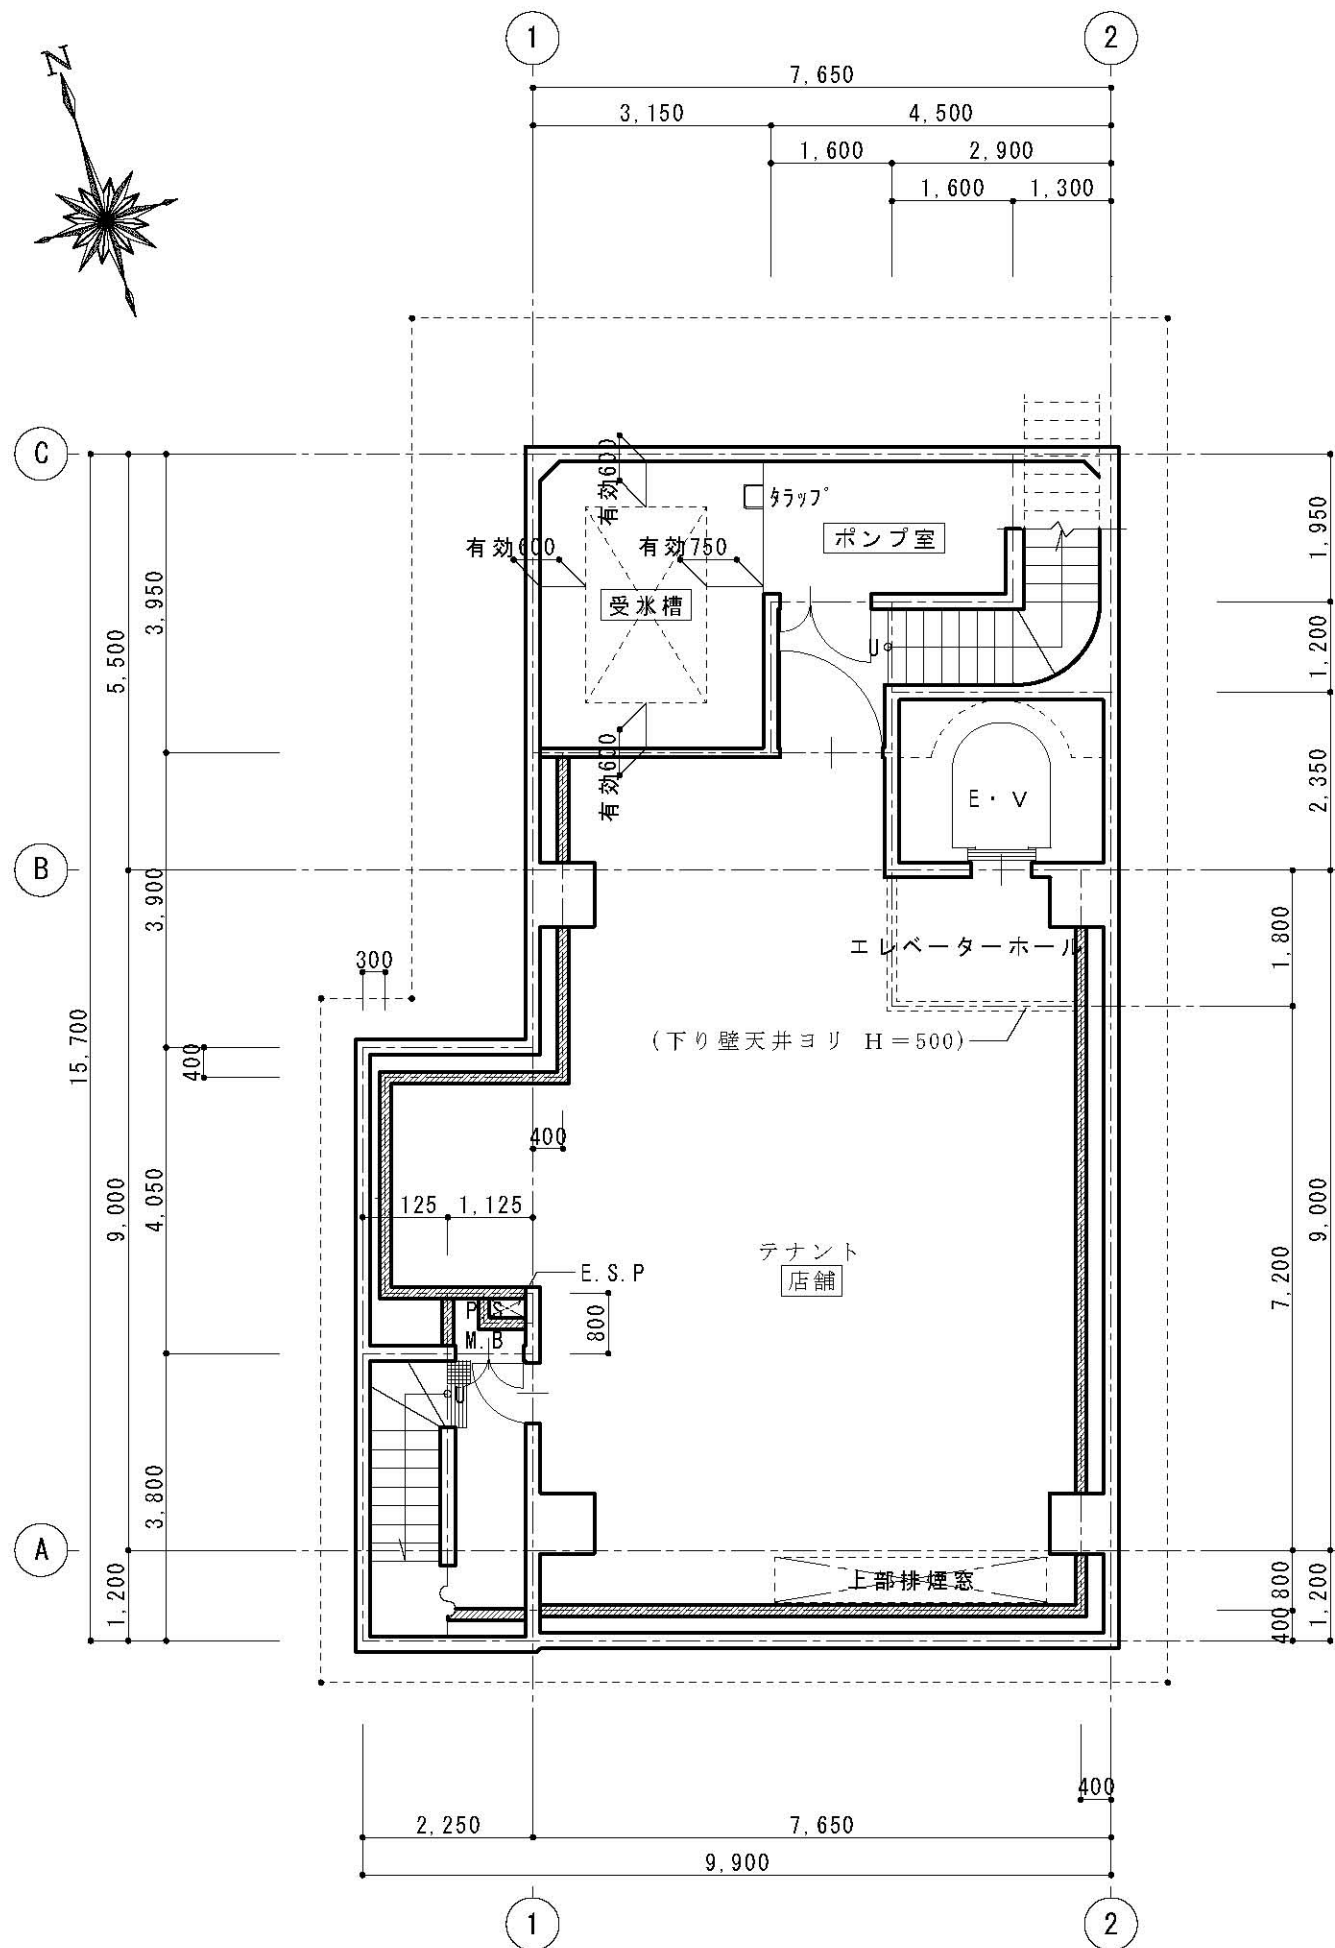 N
1
2
7,650
3,150
4,500
1,600
2,900
1,600
1,300
C
有効600
タラップ
ポンプ室
1,950
有効600
有効750
受水槽
3,950
5,500
U
1,200
2,350
有効600
E・V
B
3,900
エレベーターホール
1,800
300
(下り壁天井ヨリ H=500)
15,700
400
400
9,000
4,050
125
1,125
テナント
店舗
E.S.P
P S
M.B
800
7,200
9,000
U
3,800
A
1,200
上部排煙窓
800
400
1,200
400
2,250
7,650
9,900
1
2